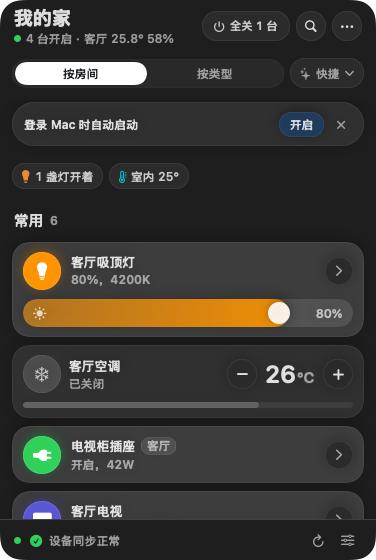 我的家
4 台开启 · 客厅 25.8° 58%
全关 1 台
按房间
按类型
快捷
登录 Mac 时自动启动
开启
1 盏灯开着
室内 25°
常用 6
客厅吸顶灯
80%，4200K
80%
客厅空调
已关闭
26°C
电视柜插座 客厅
开启，42W
客厅电视
设备同步正常